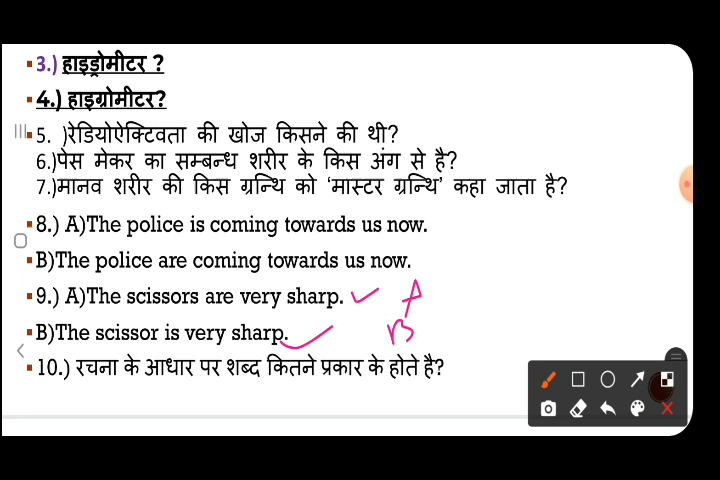 ▪3.) हाइड्रोमीटर ?
▪4.) हाइग्रोमीटर?
▪5. )रेडियोऐक्टिवता की खोज किसने की थी?
6.)पेस मेकर का सम्बन्ध शरीर के किस अंग से है?
7.)मानव शरीर की किस ग्रन्थि को ‘मास्टर ग्रन्थि’ कहा जाता है?
▪8.) A)The police is coming towards us now.
▪B)The police are coming towards us now.
▪9.) A)The scissors are very sharp. ✓ A
▪B)The scissor is very sharp. ✓ B
▪10.) रचना के आधार पर शब्द कितने प्रकार के होते है?